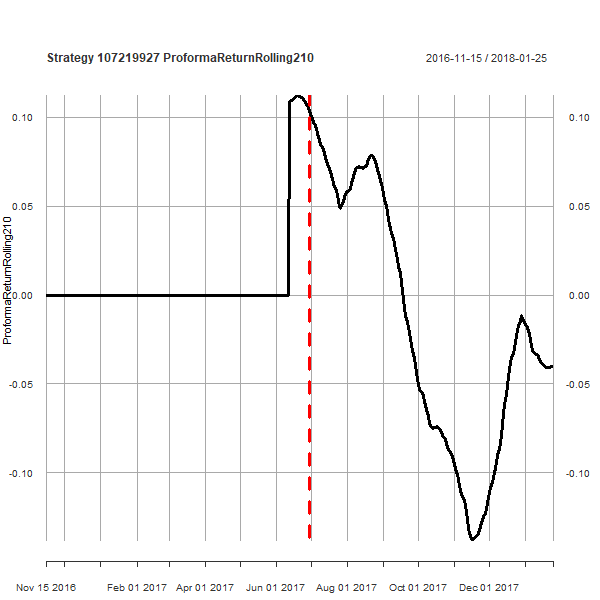 Strategy 107219927 ProformaReturnRolling210
2016-11-15 / 2018-01-25
0.10 0.10
0.05 0.05
0.00 0.00
-0.05 -0.05
-0.10 -0.10
ProformaReturnRolling210
Nov 15 2016 Feb 01 2017 Apr 01 2017 Jun 01 2017 Aug 01 2017 Oct 01 2017 Dec 01 2017